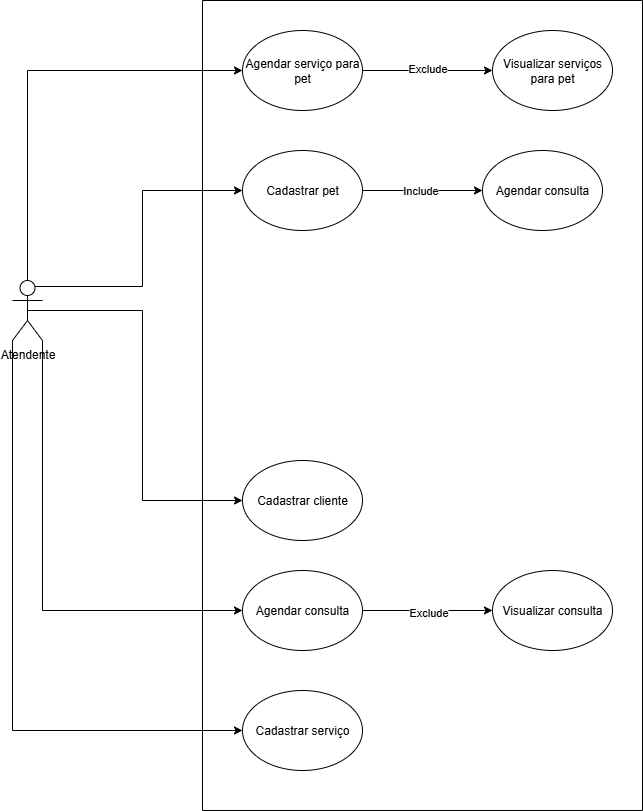 Agendar serviço para
pet
Exclude
Visualizar serviços
para pet
Cadastrar pet
Include
Agendar consulta
Atendente
Cadastrar cliente
Agendar consulta
Exclude
Visualizar consulta
Cadastrar serviço